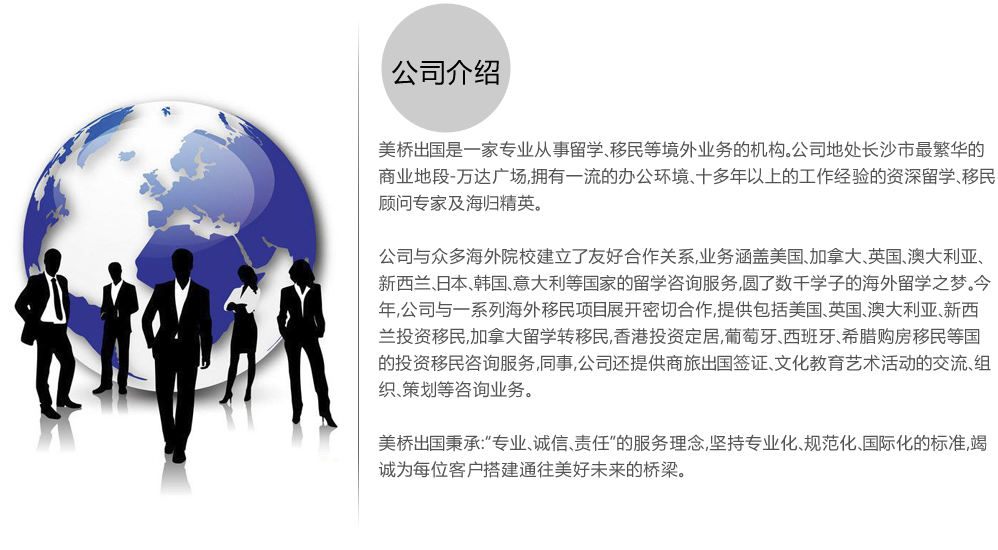 公司介绍
美桥出国是一家专业从事留学、移民等境外业务的机构。公司地处长沙市最繁华的
商业地段-万达广场,拥有一流的办公环境、十多年以上的工作经验的资深留学、移民
顾问专家及海归精英。
公司与众多海外院校建立了友好合作关系,业务涵盖美国、加拿大、英国、澳大利亚、
新西兰、日本、韩国、意大利等国家的留学咨询服务,圆了数千学子的海外留学之梦。今
年,公司与一系列海外移民项目展开密切合作,提供包括美国、英国、澳大利亚、新西
兰投资移民,加拿大留学转移民,香港投资定居,葡萄牙、西班牙、希腊购房移民等国
的投资移民咨询服务,同事,公司还提供商旅出国签证、文化教育艺术活动的交流、组
织、策划等咨询业务。
美桥出国秉承:“专业、诚信、责任”的服务理念,坚持专业化、规范化、国际化的标准,竭
诚为每位客户搭建通往美好未来的桥梁。